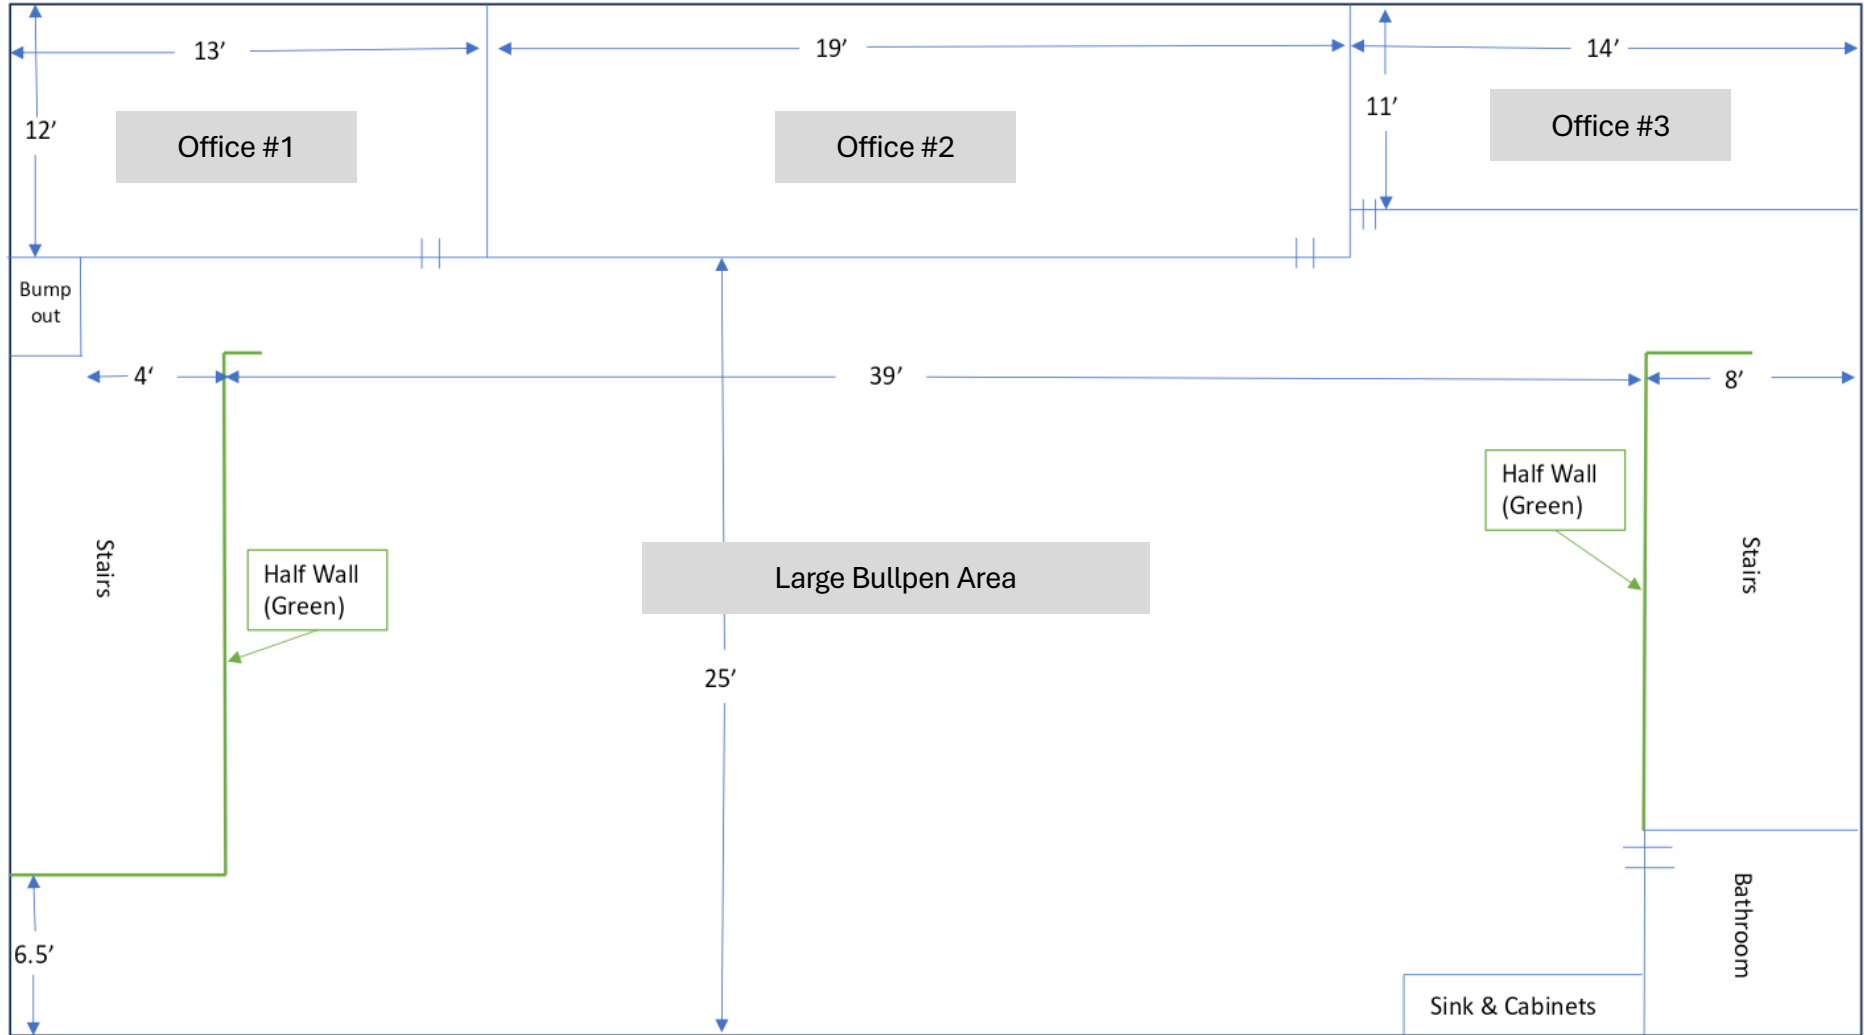 13’
19’
14’
12’
11’
Office #1
Office #2
Office #3
Bump
out
4‘
39’
8’
Half Wall
(Green)
Stairs
Half Wall
(Green)
Stairs
Large Bullpen Area
25’
6.5’
Bathroom
Sink & Cabinets